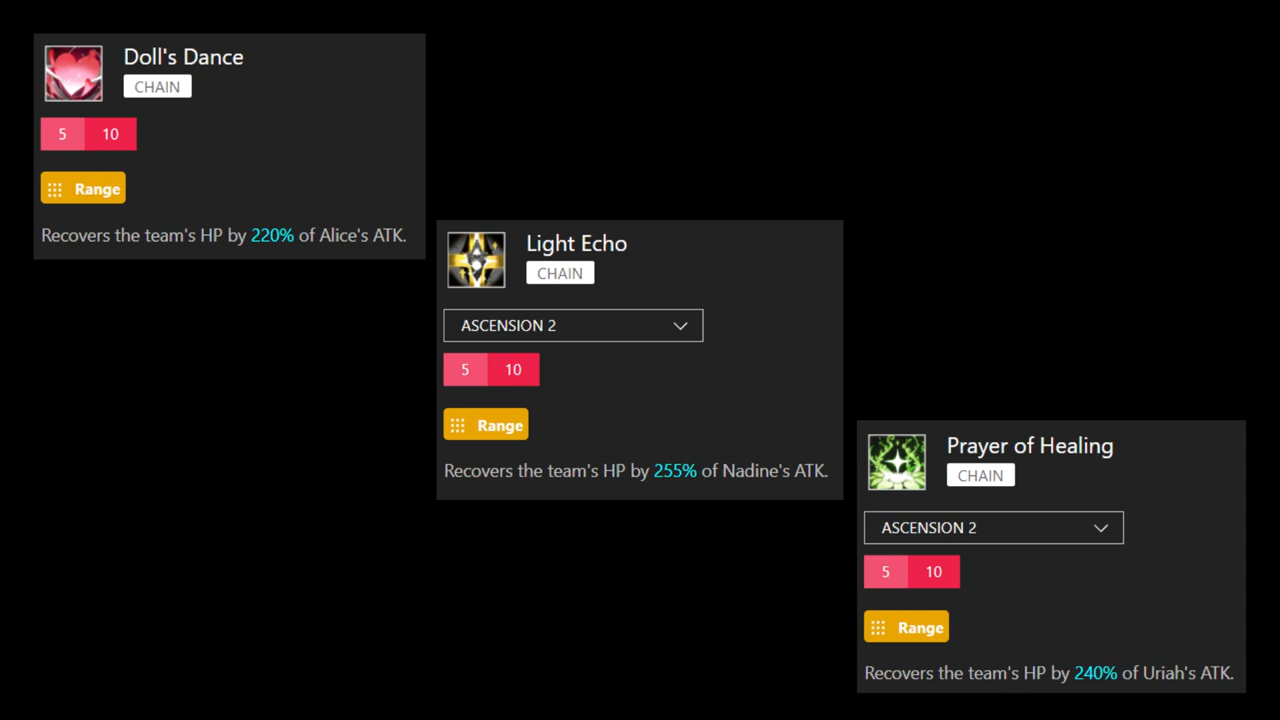 Doll's Dance
CHAIN
5 10
Range
Recovers the team's HP by 220% of Alice's ATK.
Light Echo
CHAIN
ASCENSION 2
5 10
Range
Recovers the team's HP by 255% of Nadine's ATK.
Prayer of Healing
CHAIN
ASCENSION 2
5 10
Range
Recovers the team's HP by 240% of Uriah's ATK.